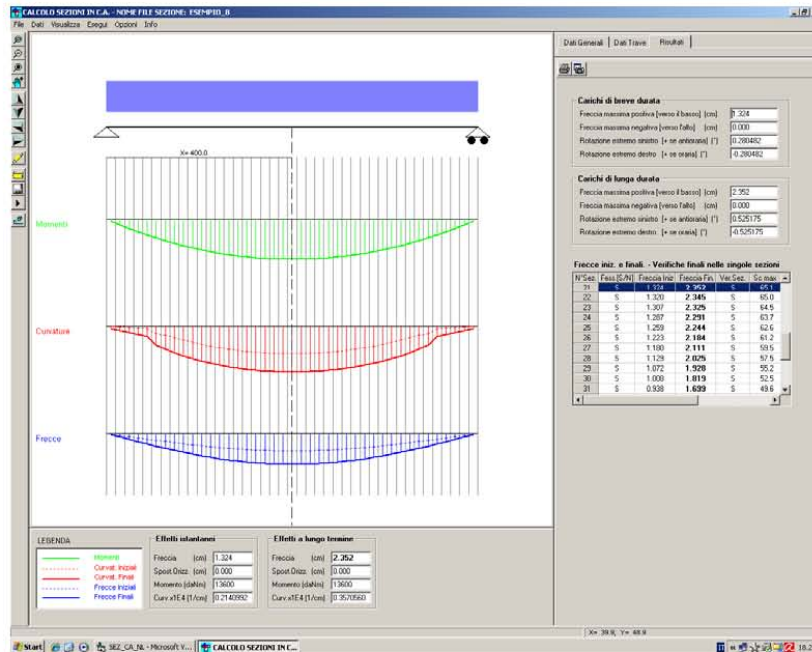 CALCOLO SEZIONI IN C.A. - NOME FILE SEZIONE: ESEMPIO_8
File Dati Visualizza Esegui Opzioni Info
Dati Generali Dati Trave Risultati
Carichi di breve durata
Freccia massima positiva [verso il basso] (cm) 1.324
Freccia massima negativa [verso l'alto] (cm) 0.000
Rotazione estremo sinistro [+ se antioraria] (°) 0.280482
Rotazione estremo destro [+ se oraria] (°) -0.280482
Carichi di lunga durata
Freccia massima positiva [verso il basso] (cm) 2.352
Freccia massima negativa [verso l'alto] (cm) 0.000
Rotazione estremo sinistro [+ se antioraria] (°) 0.525175
Rotazione estremo destro [+ se oraria] (°) -0.525175
Frecce iniz. e finali. - Verifiche finali nelle singole sezioni
N°Sez. Fess.[S/N] Freccia Iniz Freccia Fin. Ver.Sez. Sc max
21 S 1.324 2.352 S 65.1
22 S 1.320 2.345 S 65.0
23 S 1.307 2.325 S 64.5
24 S 1.287 2.291 S 63.7
25 S 1.259 2.244 S 62.6
26 S 1.223 2.184 S 61.2
27 S 1.180 2.111 S 59.5
28 S 1.129 2.025 S 57.5
29 S 1.072 1.928 S 55.2
30 S 1.008 1.819 S 52.5
31 S 0.938 1.699 S 49.6
X= 400.0
Momenti
Curvature
Frecce
LEGENDA
Momenti
Curvat. Iniziali
Curvat. Finali
Frecce Iniziali
Frecce Finali
Effetti istantanei
Freccia (cm) 1.324
Spost.Orizz. (cm) 0.000
Momento (daNm) 13600
Curv.x1E4 [1/cm] 0.2140992
Effetti a lungo termine
Freccia (cm) 2.352
Spost.Orizz. (cm) 0.000
Momento (daNm) 13600
Curv.x1E4 [1/cm] 0.3570560
X= 39.8, Y= 48.8
Start SEZ_CA_NL - Microsoft V... CALCOLO SEZIONI IN C...